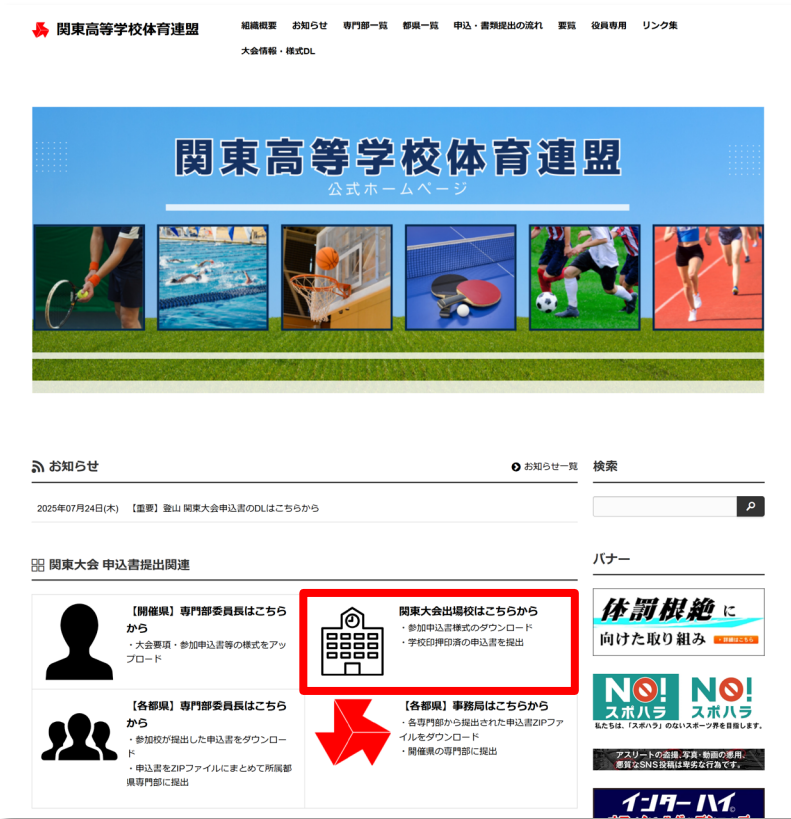 関東高等学校体育連盟
組織概要 お知らせ 専門部一覧 都県一覧 申込・書類提出の流れ 要覧 役員専用 リンク集
大会情報・様式DL
関東高等学校体育連盟
公式ホームページ
お知らせ
お知らせ一覧
2025年07月24日(木) 【重要】登山 関東大会申込書のDLはこちらから
関東大会 申込書提出関連
【開催県】専門部委員長はこちら
から
・大会要項・参加申込書等の様式をアッ
プロード
関東大会出場校はこちらから
・参加申込書様式のダウンロード
・学校印押印済の申込書を提出
【各都県】専門部委員長はこちら
から
・参加校が提出した申込書をダウンロー
ド
・申込書をZIPファイルにまとめて所属都
県専門部に提出
【各都県】事務局はこちらから
・各専門部から提出された申込書ZIPファ
イルをダウンロード
・開催県の専門部に提出
検索
バナー
体罰根絶に
向けた取り組み
詳細はこちら
NO! NO!
スポハラ スポハラ
私たちは、「スポハラ」のないスポーツ界を目指します。
アスリートの盗撮、写真・動画の悪用、
悪質なSNS投稿は卑劣な行為です。
インターハイ